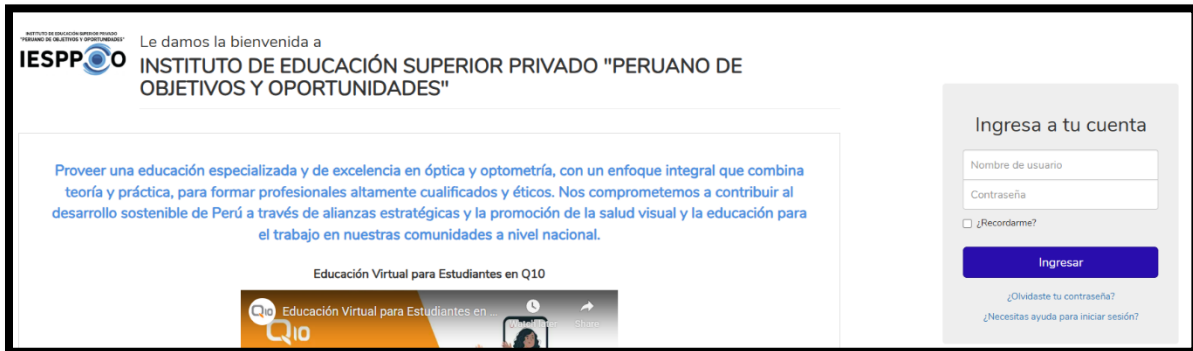 INSTITUTO DE EDUCACIÓN SUPERIOR PRIVADO
"PERUANO DE OBJETIVOS Y OPORTUNIDADES"
IESPPOO
Le damos la bienvenida a
INSTITUTO DE EDUCACIÓN SUPERIOR PRIVADO "PERUANO DE
OBJETIVOS Y OPORTUNIDADES"
Proveer una educación especializada y de excelencia en óptica y optometría, con un enfoque integral que combina
teoría y práctica, para formar profesionales altamente cualificados y éticos. Nos comprometemos a contribuir al
desarrollo sostenible de Perú a través de alianzas estratégicas y la promoción de la salud visual y la educación para
el trabajo en nuestras comunidades a nivel nacional.
Educación Virtual para Estudiantes en Q10
Q10
Educación Virtual para Estudiantes en ...
Watch later
Share
Q10
Ingresa a tu cuenta
Nombre de usuario
Contraseña
¿Recordarme?
Ingresar
¿Olvidaste tu contraseña?
¿Necesitas ayuda para iniciar sesión?